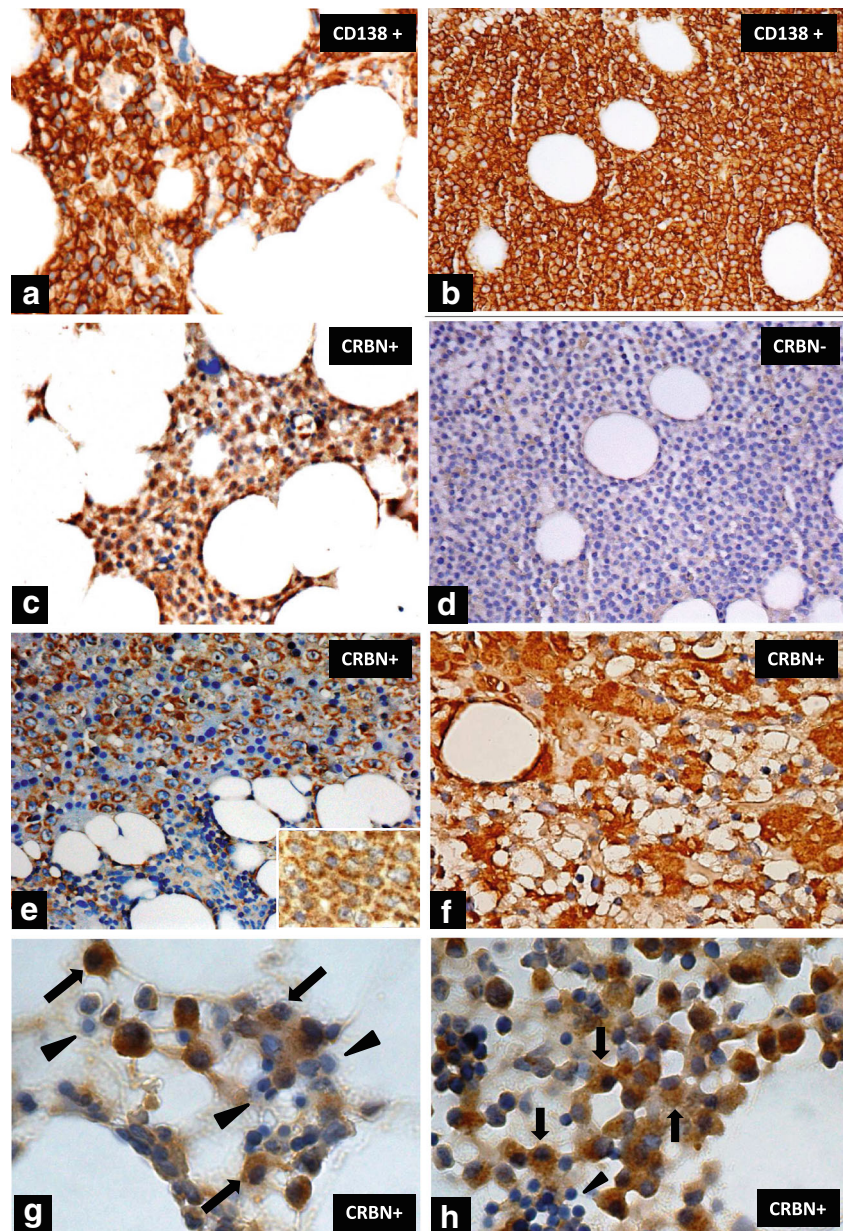 CD138 +
a
CD138 +
b
CRBN+
c
CRBN-
d
CRBN+
e
CRBN+
f
g
CRBN+
h
CRBN+